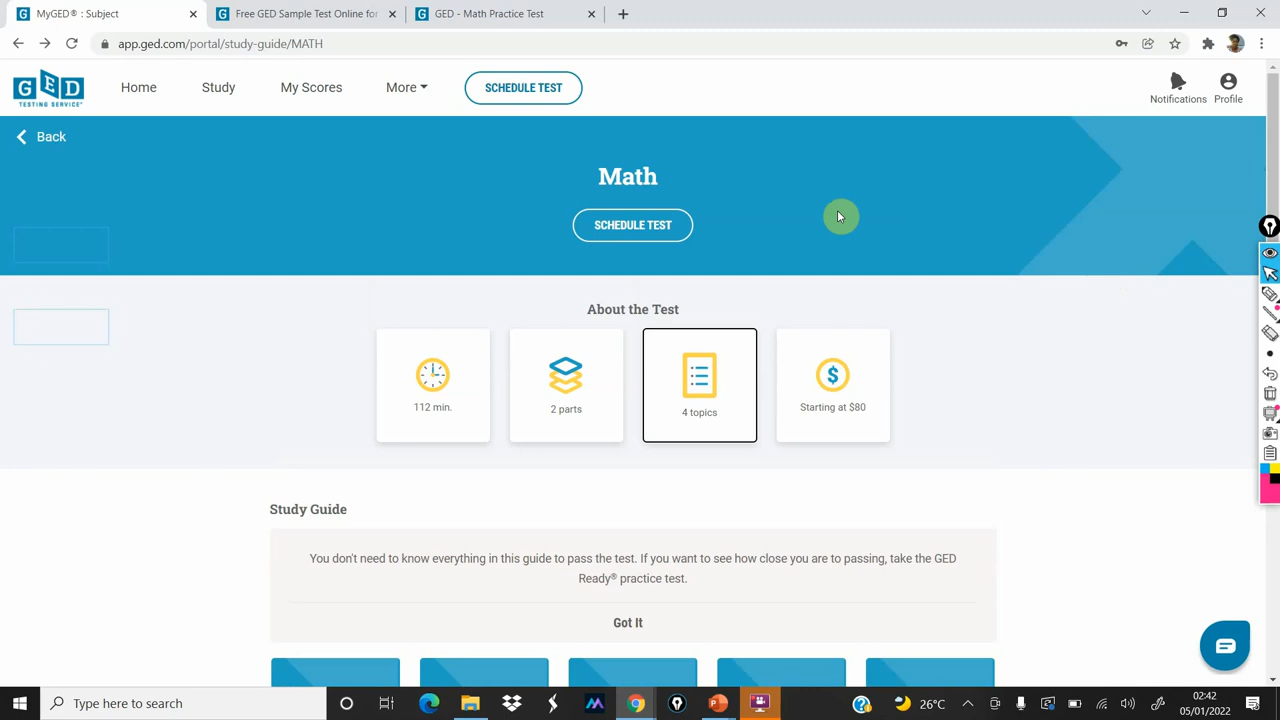 MyGED® : Subject
Free GED Sample Test Online for
GED - Math Practice Test
app.ged.com/portal/study-guide/MATH
GED
TESTING SERVICE
Home
Study
My Scores
More
SCHEDULE TEST
Notifications
Profile
Back
Math
SCHEDULE TEST
About the Test
112 min.
2 parts
4 topics
Starting at $80
Study Guide
You don't need to know everything in this guide to pass the test. If you want to see how close you are to passing, take the GED
Ready® practice test.
Got It
Type here to search
26°C
02:42
05/01/2022